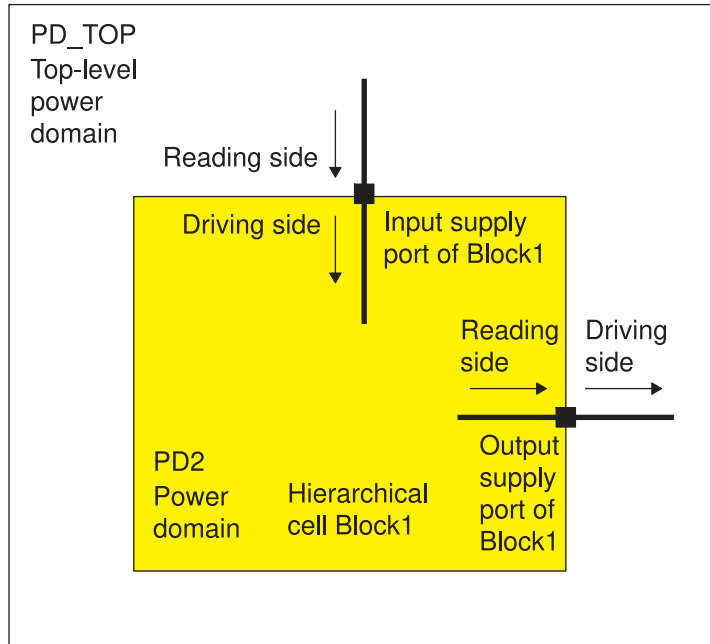 PD_TOP
Top-level
power
domain
Reading side
Driving side
Input supply
port of Block1
Reading
side
Driving
side
PD2
Power
domain
Hierarchical
cell Block1
Output
supply
port of
Block1